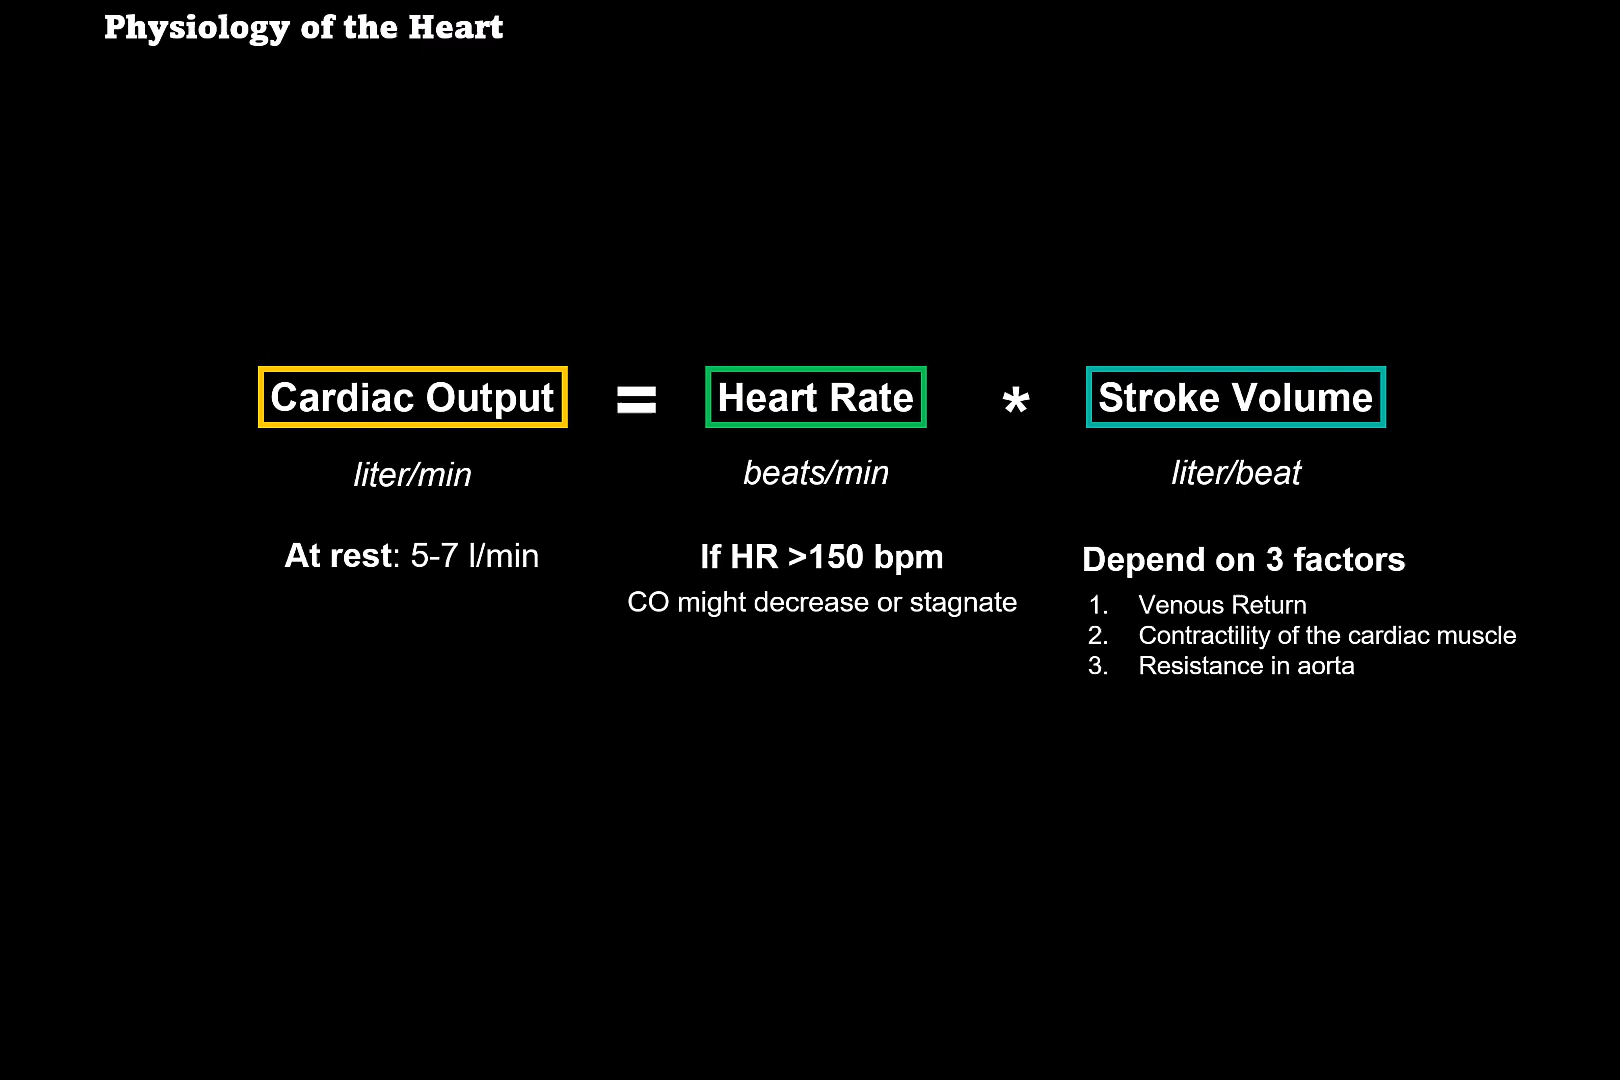 Physiology of the Heart
Cardiac Output = Heart Rate * Stroke Volume
liter/min beats/min liter/beat
At rest: 5-7 l/min
If HR >150 bpm
CO might decrease or stagnate
Depend on 3 factors
1. Venous Return
2. Contractility of the cardiac muscle
3. Resistance in aorta